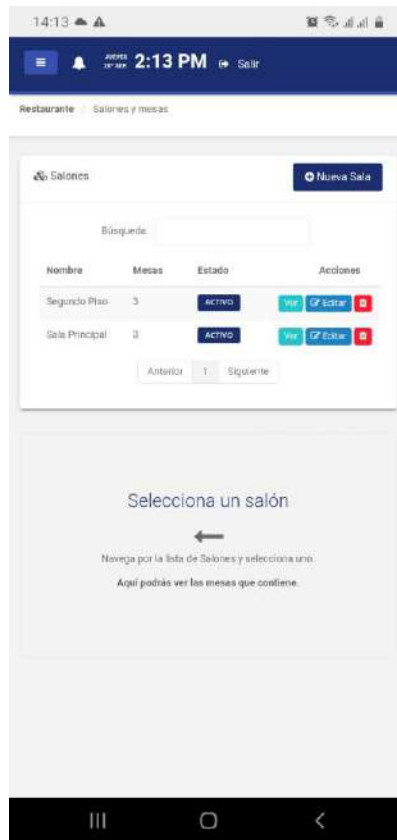 14:13
JUEVES
2:13 PM Salir
Restaurante / Salones y mesas
Salones
Nueva Sala
Búsqueda:
Nombre Mesas Estado Acciones
Segundo Piso 3 ACTIVO Ver Editar
Sala Principal 3 ACTIVO Ver Editar
Anterior 1 Siguiente
Selecciona un salón
Navega por la lista de Salones y selecciona uno.
Aquí podrás ver las mesas que contiene.